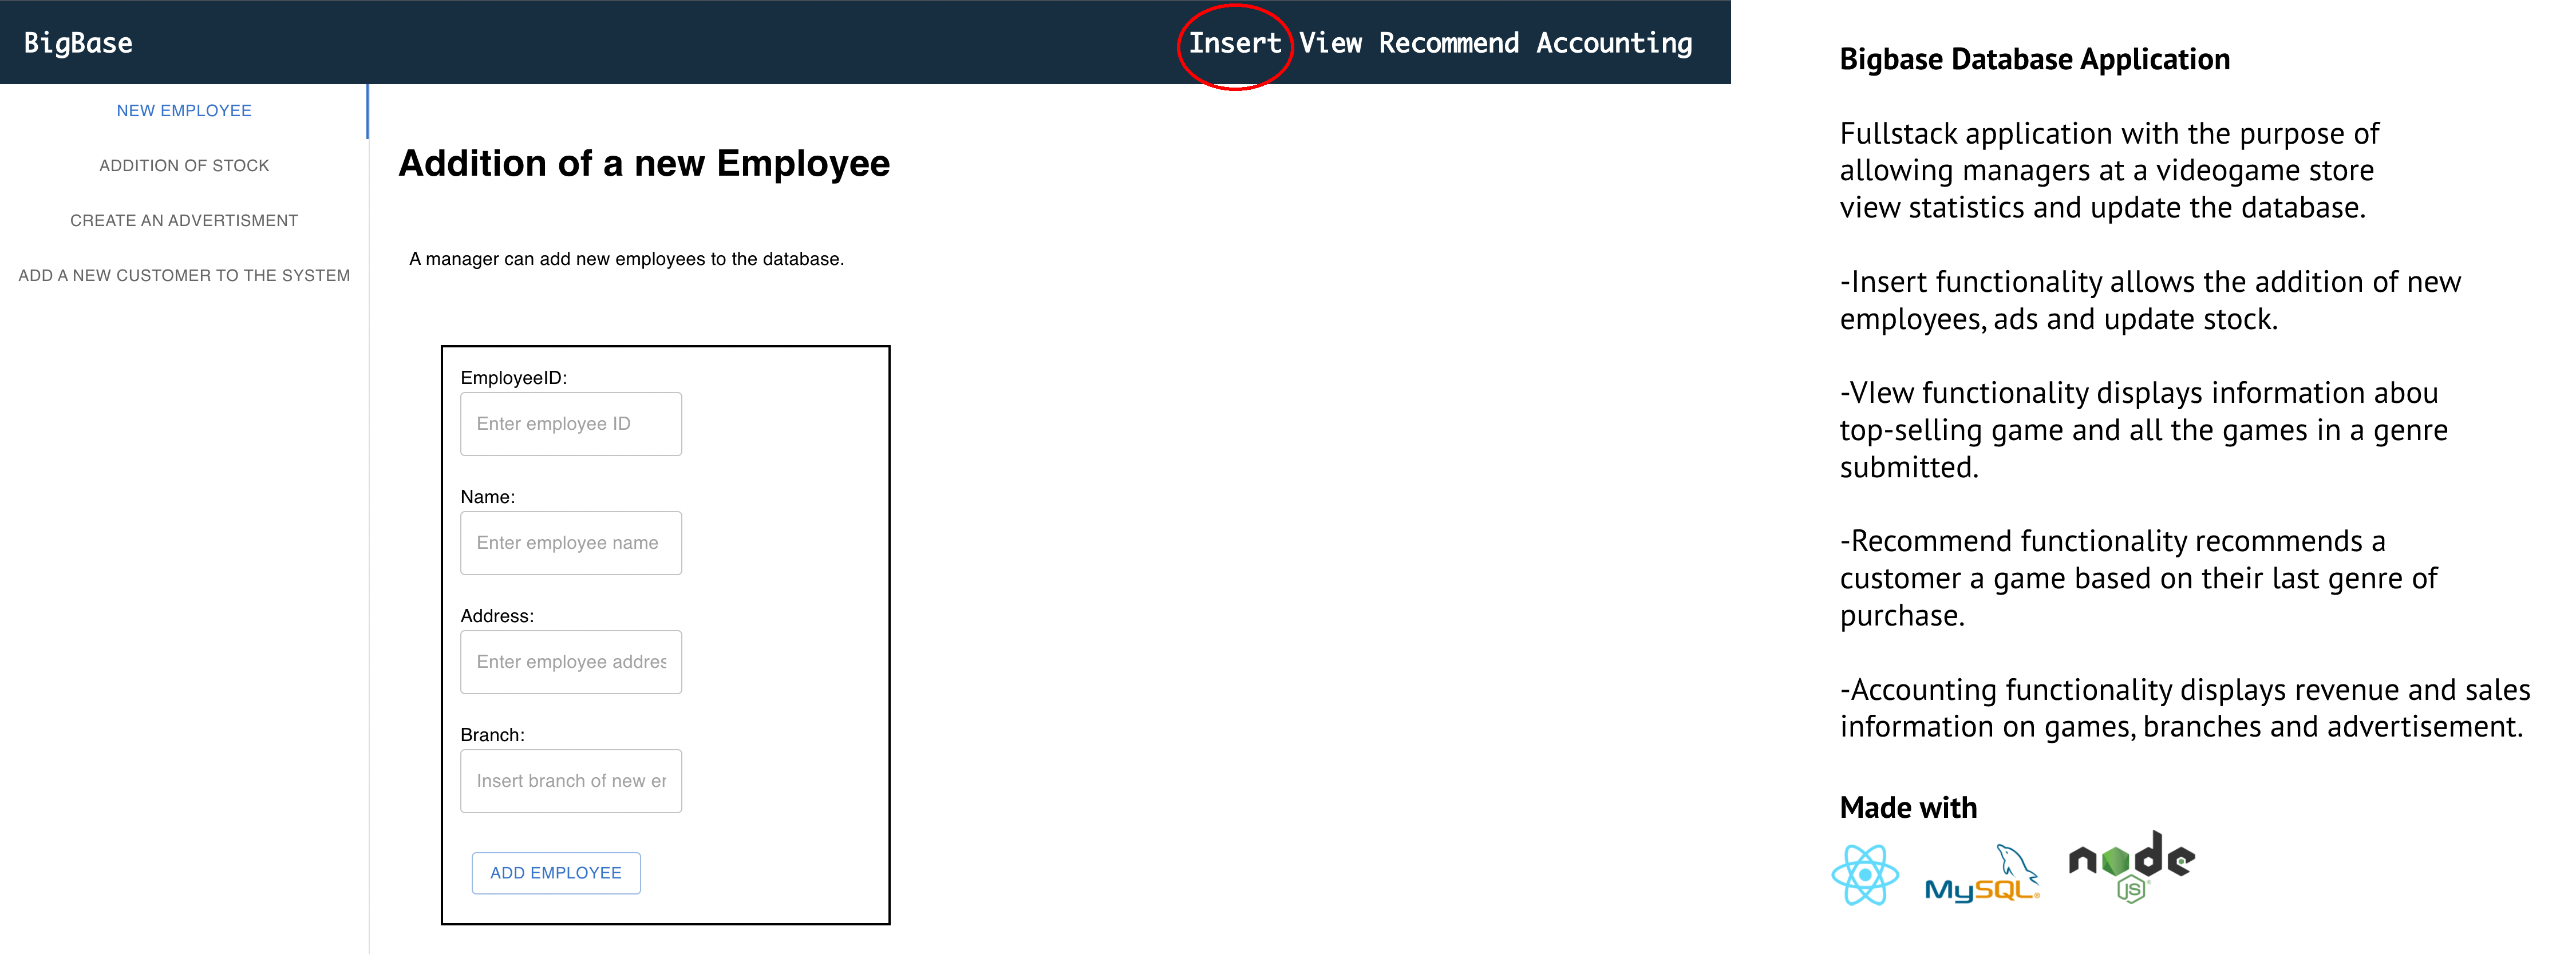 BigBase
Insert View Recommend Accounting
NEW EMPLOYEE
ADDITION OF STOCK
CREATE AN ADVERTISMENT
ADD A NEW CUSTOMER TO THE SYSTEM
Addition of a new Employee
A manager can add new employees to the database.
EmployeeID:
Enter employee ID
Name:
Enter employee name
Address:
Enter employee addres
Branch:
Insert branch of new er
ADD EMPLOYEE
Bigbase Database Application
Fullstack application with the purpose of
allowing managers at a videogame store
view statistics and update the database.
-Insert functionality allows the addition of new
employees, ads and update stock.
-VIew functionality displays information abou
top-selling game and all the games in a genre
submitted.
-Recommend functionality recommends a
customer a game based on their last genre of
purchase.
-Accounting functionality displays revenue and sales
information on games, branches and advertisement.
Made with
MySQL®
node
JS®